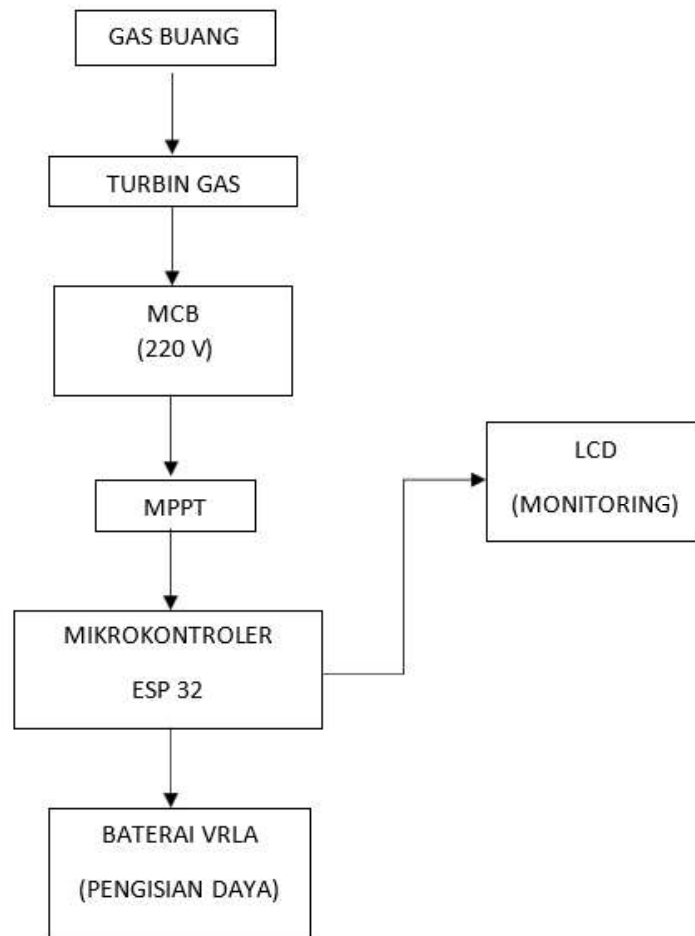 GAS BUANG
TURBIN GAS
MCB
(220 V)
MPPT
LCD
(MONITORING)
MIKROKONTROLER
ESP 32
BATERAI VRLA
(PENGISIAN DAYA)